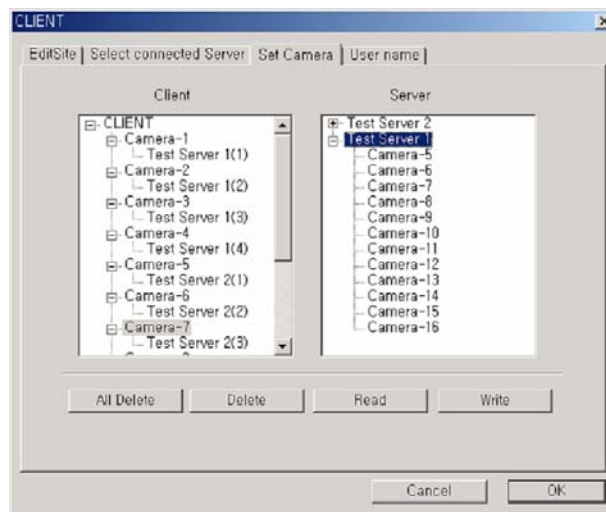 CLIENT
EditSite Select connected Server Set Camera User name
Client
CLIENT
Camera-1
Test Server 1(1)
Camera-2
Test Server 1(2)
Camera-3
Test Server 1(3)
Camera-4
Test Server 1(4)
Camera-5
Test Server 2(1)
Camera-6
Test Server 2(2)
Camera-7
Test Server 2(3)
Server
Test Server 2
Test Server 1
Camera-5
Camera-6
Camera-7
Camera-8
Camera-9
Camera-10
Camera-11
Camera-12
Camera-13
Camera-14
Camera-15
Camera-16
All Delete Delete Read Write
Cancel OK